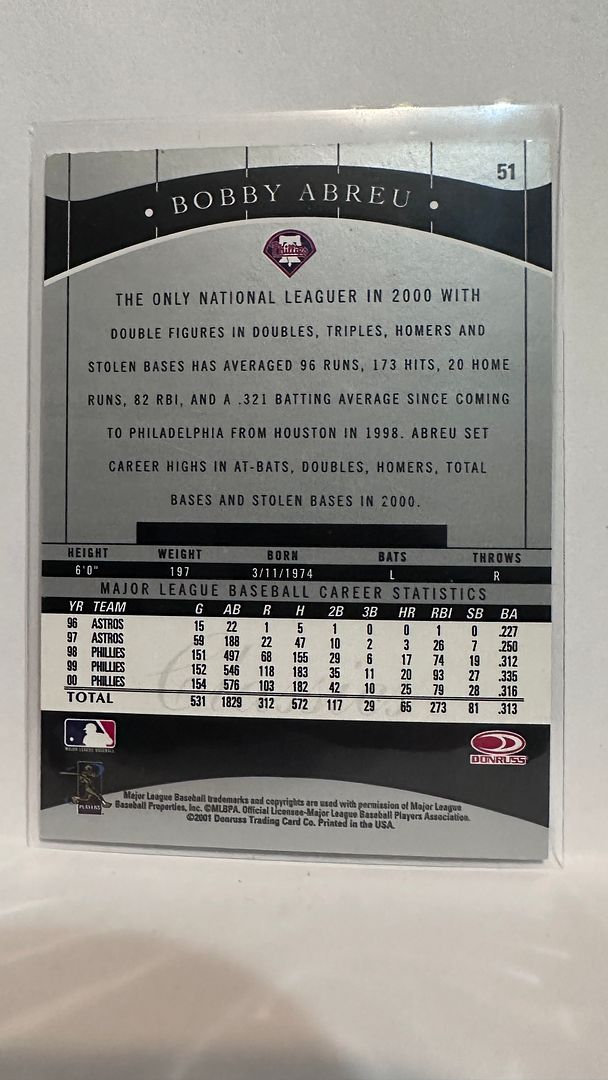 51
BOBBY ABREU
Phillies
THE ONLY NATIONAL LEAGUER IN 2000 WITH
DOUBLE FIGURES IN DOUBLES, TRIPLES, HOMERS AND
STOLEN BASES HAS AVERAGED 96 RUNS, 173 HITS, 20 HOME
RUNS, 82 RBI, AND A .321 BATTING AVERAGE SINCE COMING
TO PHILADELPHIA FROM HOUSTON IN 1998. ABREU SET
CAREER HIGHS IN AT-BATS, DOUBLES, HOMERS, TOTAL
BASES AND STOLEN BASES IN 2000.
HEIGHT WEIGHT BORN BATS THROWS
6'0" 197 3/11/1974 L R
MAJOR LEAGUE BASEBALL CAREER STATISTICS
YR TEAM G AB R H 2B 3B HR RBI SB BA
96 ASTROS 15 22 1 5 1 0 0 1 0 .227
97 ASTROS 59 188 22 47 10 2 3 26 7 .250
98 PHILLIES 151 497 68 155 29 6 17 74 19 .312
99 PHILLIES 152 546 118 183 35 11 20 93 27 .335
00 PHILLIES 154 576 103 182 42 10 25 79 28 .316
TOTAL 531 1829 312 572 117 29 65 273 81 .313
Classics
MAJOR LEAGUE BASEBALL
DONRUSS
PLAYERS
Major League Baseball trademarks and copyrights are used with permission of Major League
Baseball Properties, Inc. ©MLBPA. Official Licensee-Major League Baseball Players Association.
©2001 Donruss Trading Card Co. Printed in the USA.